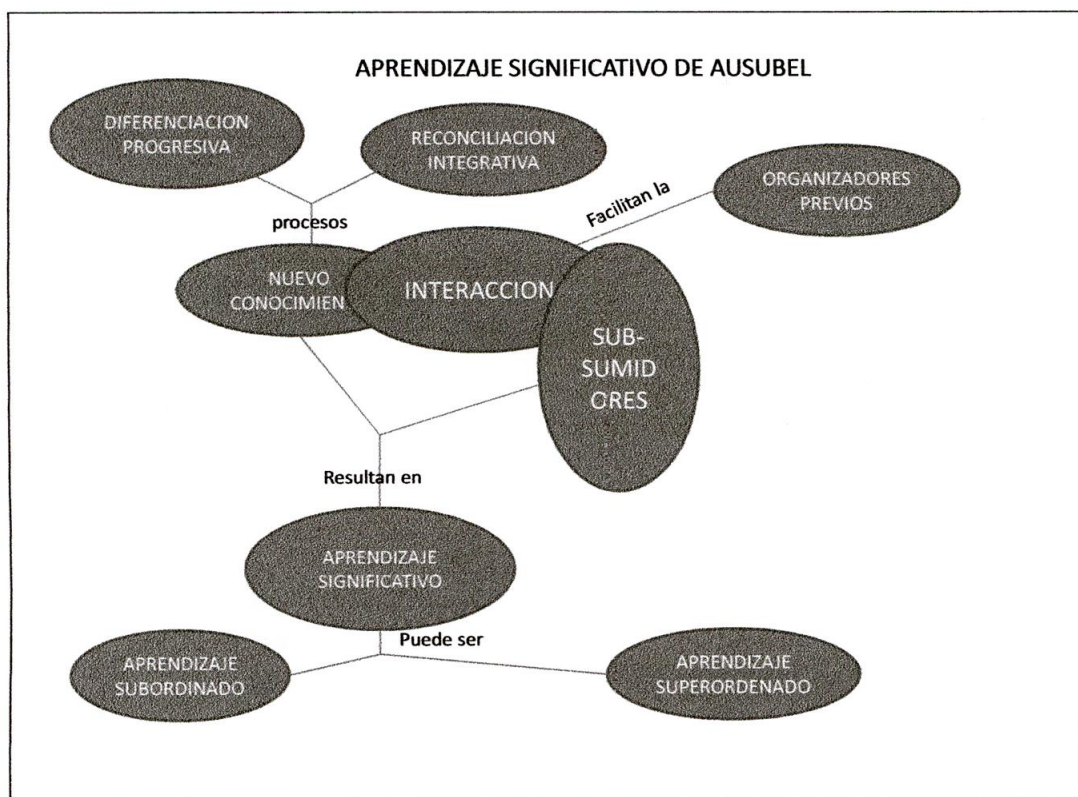 APRENDIZAJE SIGNIFICATIVO DE AUSUBEL
DIFERENCIACION
PROGRESIVA
RECONCILIACIÓN
INTEGRATIVA
ORGANIZADORES
PREVIOS
Facilitan la
procesos
NUEVO
CONOCIMIEN
INTERACCION
SUB-
SUMID
ORES
Resultan en
APRENDIZAJE
SIGNIFICATIVO
Puede ser
APRENDIZAJE
SUBORDINADO
APRENDIZAJE
SUPERORDENADO